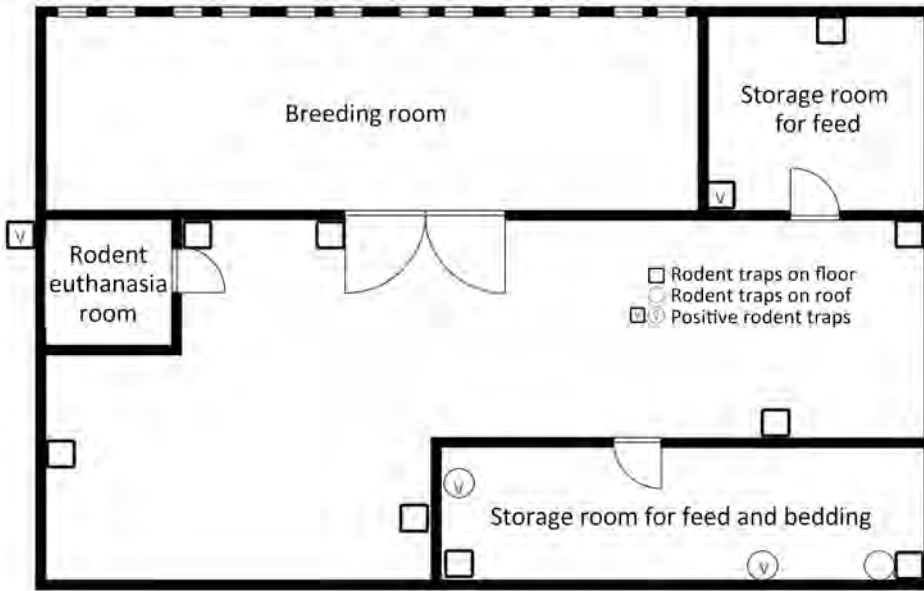 Breeding room
Storage room
for feed
v
v
Rodent
euthanasia
room
Rodent traps on floor
Rodent traps on roof
v v Positive rodent traps
v
Storage room for feed and bedding
v